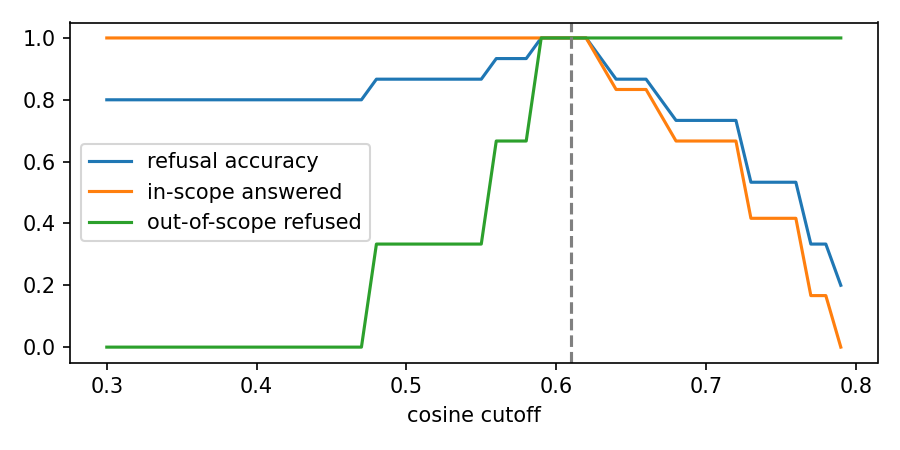 1.0
0.8
0.6
0.4
0.2
0.0
refusal accuracy
in-scope answered
out-of-scope refused
0.3 0.4 0.5 0.6 0.7 0.8
cosine cutoff